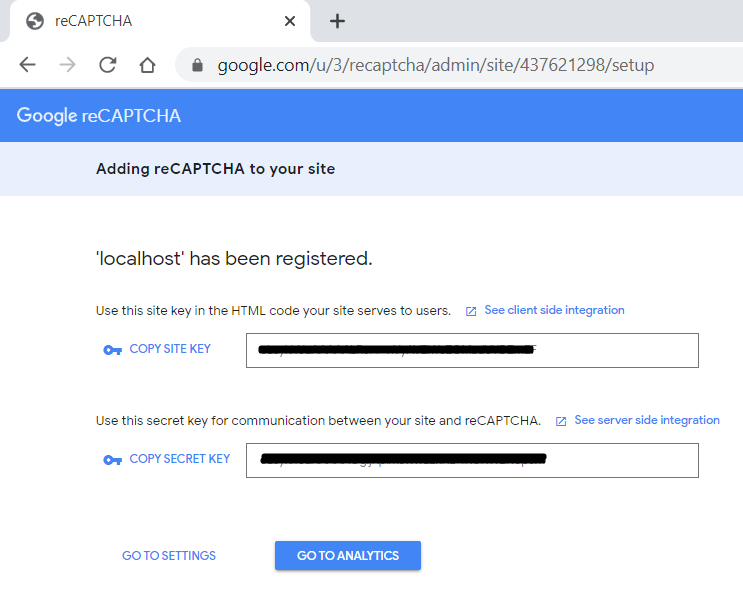 reCAPTCHA
google.com/u/3/recaptcha/admin/site/437621298/setup
Google reCAPTCHA
Adding reCAPTCHA to your site
'localhost' has been registered.
Use this site key in the HTML code your site serves to users. See client side integration
COPY SITE KEY
Use this secret key for communication between your site and reCAPTCHA. See server side integration
COPY SECRET KEY
GO TO SETTINGS GO TO ANALYTICS